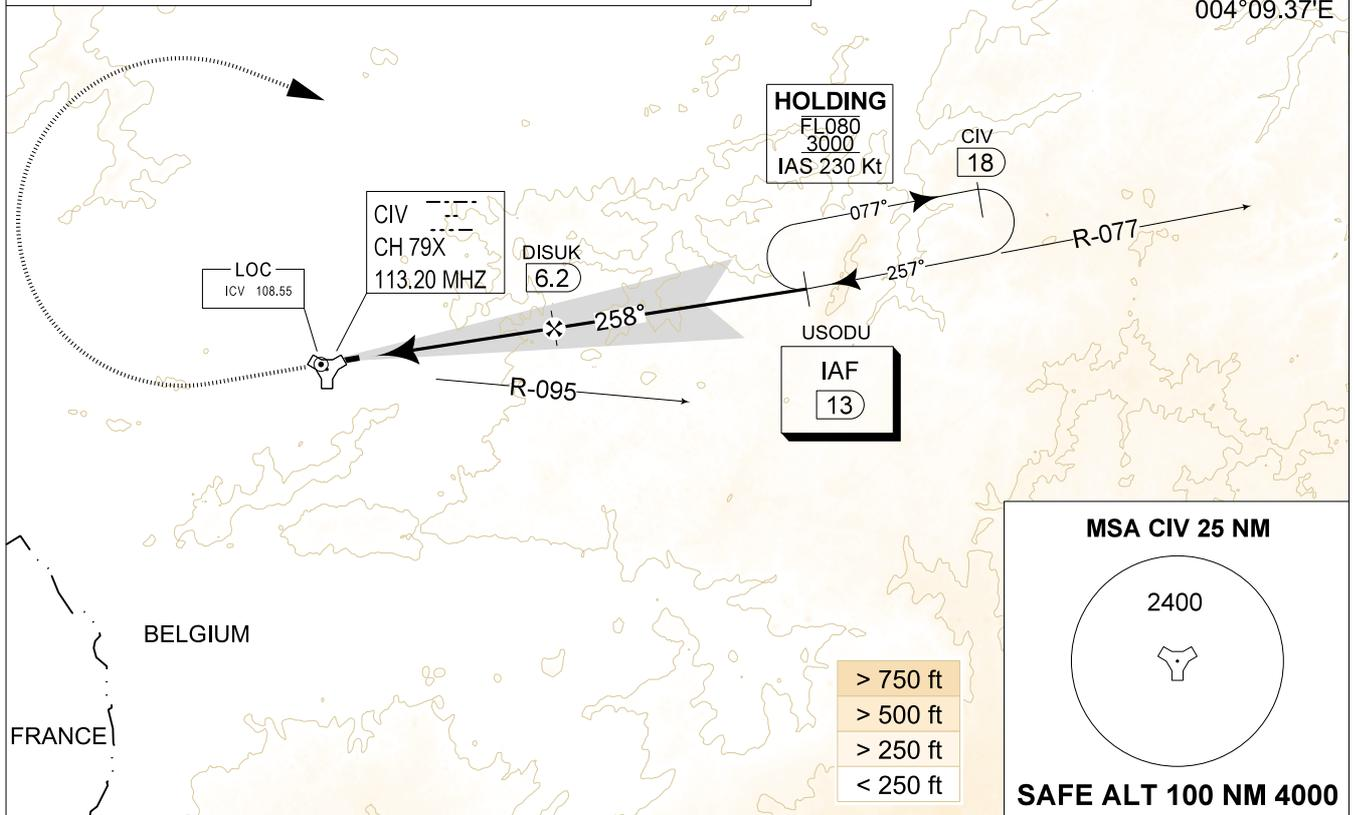 004°09.37'E
HOLDING
FL080
3000
IAS 230 Kt
CIV
18
077°
R-077
257°
CIV
CH 79X
113.20 MHZ
DISUK
6.2
LOC
ICV 108.55
258°
USODU
IAF
13
R-095
MSA CIV 25 NM
2400
BELGIUM
FRANCE
> 750 ft
> 500 ft
> 250 ft
< 250 ft
SAFE ALT 100 NM 4000